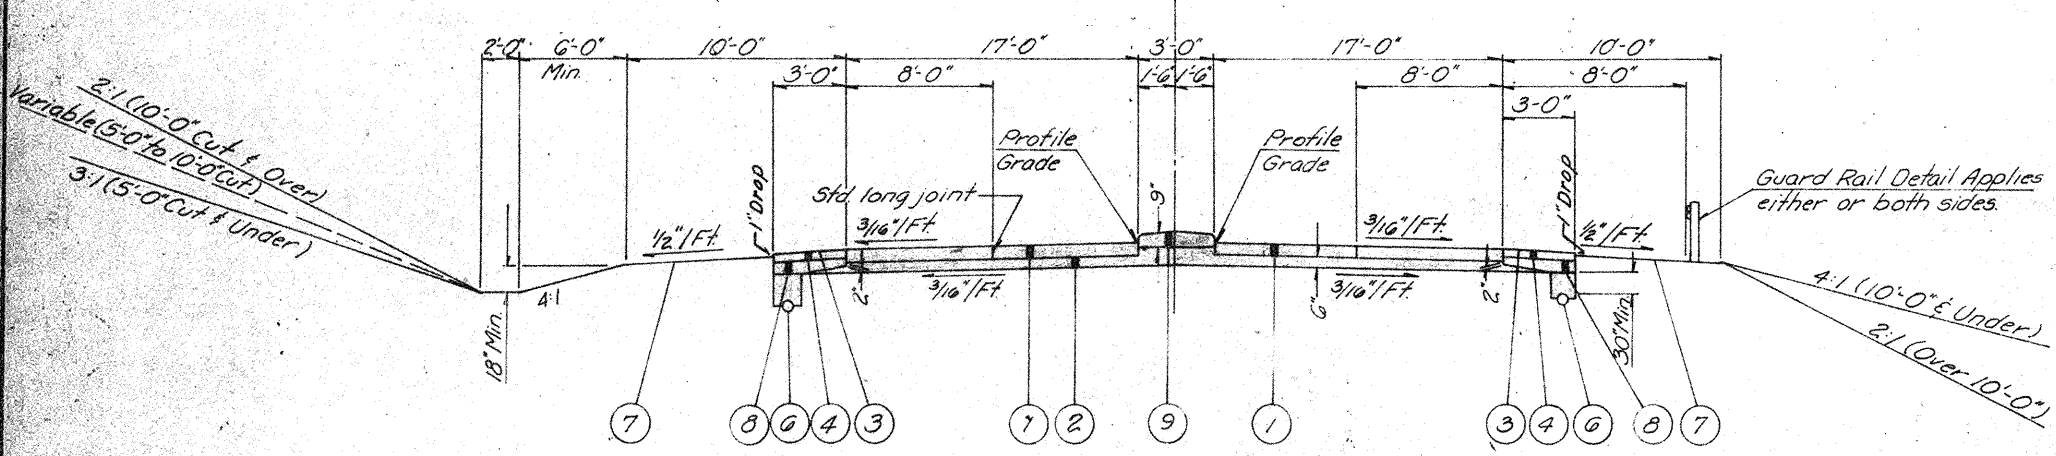 2'-0" 6'-0" 10'-0" 17'-0" 3'-0" 17'-0" 10'-0"
Min. 3'-0" 8'-0" 1'-6" 1'-6" 8'-0" 8'-0"
3'-0"
2:1 (10'-0" Cut & Over)
Variable (5'-0" to 10'-0" Cut)
3:1 (5'-0" Cut & Under)
Profile
Grade
Profile
Grade
Std. long joint
1" Drop
9"
1" Drop
Guard Rail Detail Applies
either or both sides.
1/2"/Ft.
3/16"/Ft.
3/16"/Ft.
1/2"/Ft.
4:1
18" Min.
2"
3/16"/Ft.
3/16"/Ft.
6"
2"
30" Min.
4:1 (10'-0" & Under)
2:1 (Over 10'-0")
7 8 6 4 3 1 2 9 1 3 4 6 8 7